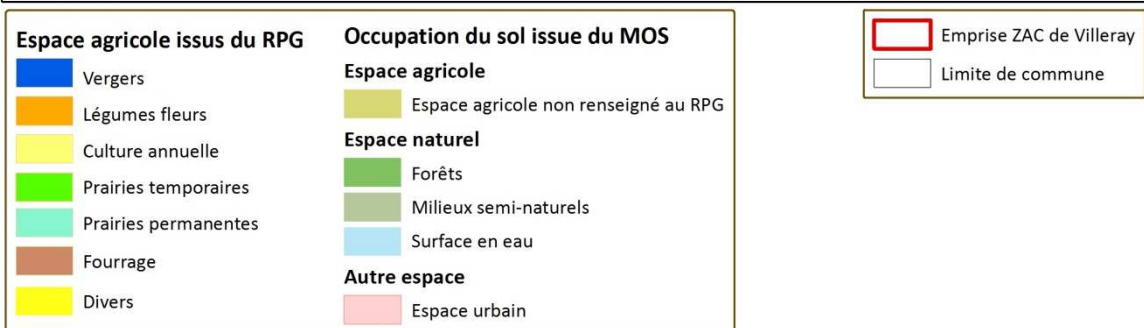 Espace agricole issus du RPG
Vergers
Légumes fleurs
Culture annuelle
Prairies temporaires
Prairies permanentes
Fourrage
Divers
Occupation du sol issue du MOS
Espace agricole
Espace agricole non renseigné au RPG
Espace naturel
Forêts
Milieux semi-naturels
Surface en eau
Autre espace
Espace urbain
Emprise ZAC de Villeray
Limite de commune